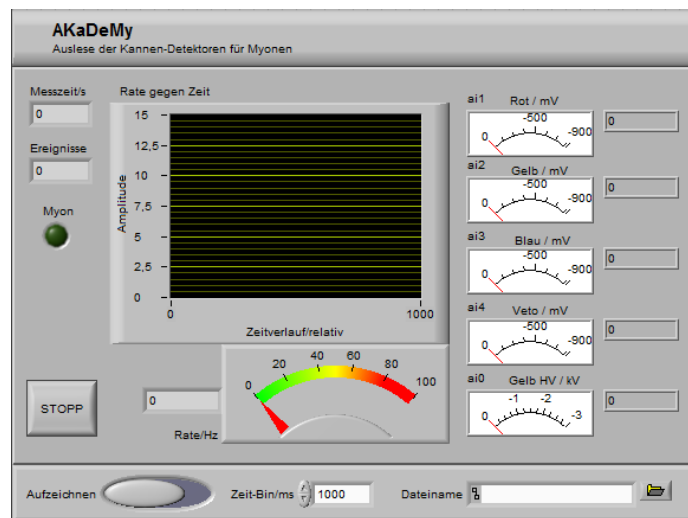 AKaDeMy
Auslese der Kannen-Detektoren für Myonen
Messzeit/s
0
Ereignisse
0
Myon
Rate gegen Zeit
Amplitude
15
12,5
10
7,5
5
2,5
0
0
1000
Zeitverlauf/relativ
ai1
Rot / mV
0
-500
-900
0
ai2
Gelb / mV
0
-500
-900
0
ai3
Blau / mV
0
-500
-900
0
ai4
Veto / mV
0
-500
-900
0
ai0
Gelb HV / kV
0
-1
-2
-3
0
STOPP
0
Rate/Hz
0
20
40
60
80
100
Aufzeichnen
Zeit-Bin/ms
1000
Dateiname